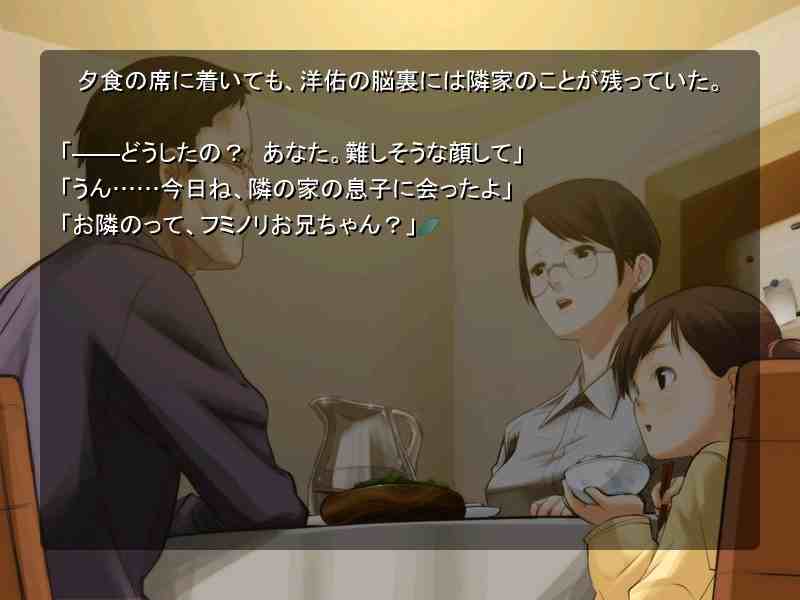 夕食の席に着いても、洋佑の脳裏には隣家のことが残っていた。
「――どうしたの？　あなた。難しそうな顔して」
「うん……今日ね、隣の家の息子に会ったよ」
「お隣のって、フミノリお兄ちゃん？」